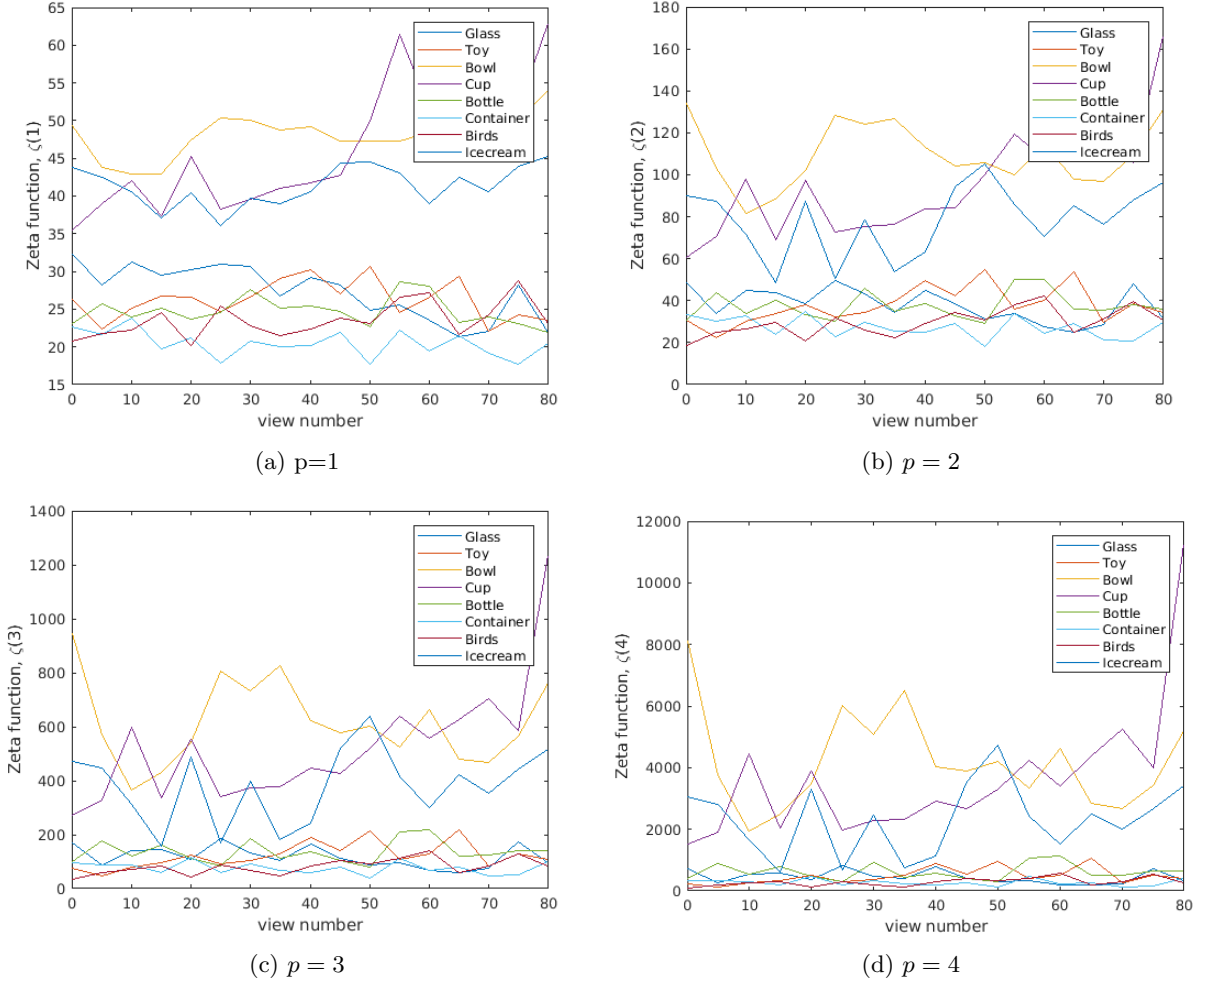 65
60
55
50
45
40
35
30
25
20
15
Zeta function, ζ(1)
Glass
Toy
Bowl
Cup
Bottle
Container
Birds
Icecream
0 10 20 30 40 50 60 70 80
view number
(a) p=1
180
160
140
120
100
80
60
40
20
0
Zeta function, ζ(2)
Glass
Toy
Bowl
Cup
Bottle
Container
Birds
Icecream
0 10 20 30 40 50 60 70 80
view number
(b) p = 2
1400
1200
1000
800
600
400
200
0
Zeta function, ζ(3)
Glass
Toy
Bowl
Cup
Bottle
Container
Birds
Icecream
0 10 20 30 40 50 60 70 80
view number
(c) p = 3
12000
10000
8000
6000
4000
2000
0
Zeta function, ζ(4)
Glass
Toy
Bowl
Cup
Bottle
Container
Birds
Icecream
0 10 20 30 40 50 60 70 80
view number
(d) p = 4